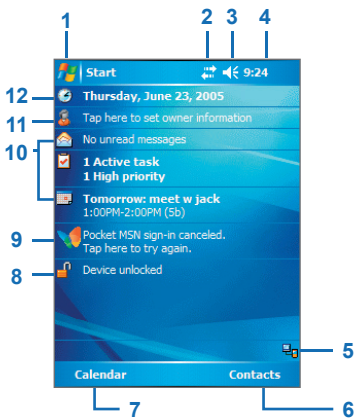 1 2 3 4
Start 9:24
12 Thursday, June 23, 2005
11 Tap here to set owner information
10 No unread messages
1 Active task
1 High priority
Tomorrow: meet w jack
1:00PM-2:00PM (5b)
9 Pocket MSN sign-in canceled.
Tap here to try again.
8 Device unlocked
5
Calendar Contacts
7 6